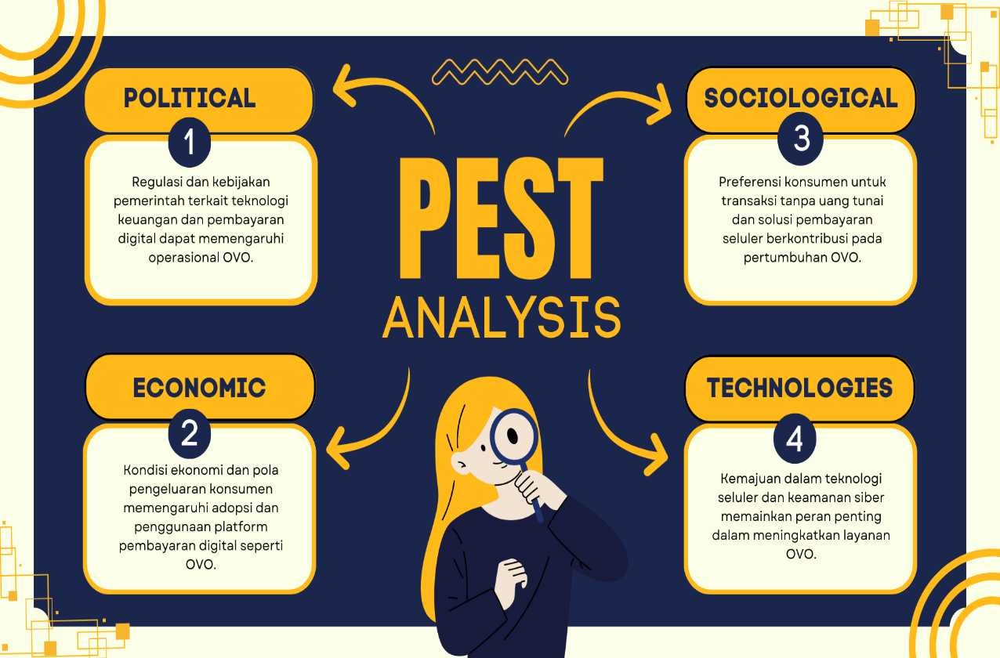 POLITICAL
1
Regulasi dan kebijakan
pemerintah terkait teknologi
keuangan dan pembayaran
digital dapat memengaruhi
operasional OVO.
SOCIOLOGICAL
3
Preferensi konsumen untuk
transaksi tanpa uang tunai
dan solusi pembayaran
seluler berkontribusi pada
pertumbuhan OVO.
PEST
ANALYSIS
ECONOMIC
2
Kondisi ekonomi dan pola
pengeluaran konsumen
memengaruhi adopsi dan
penggunaan platform
pembayaran digital seperti
OVO.
TECHNOLOGIES
4
Kemajuan dalam teknologi
seluler dan keamanan siber
memainkan peran penting
dalam meningkatkan layanan
OVO.